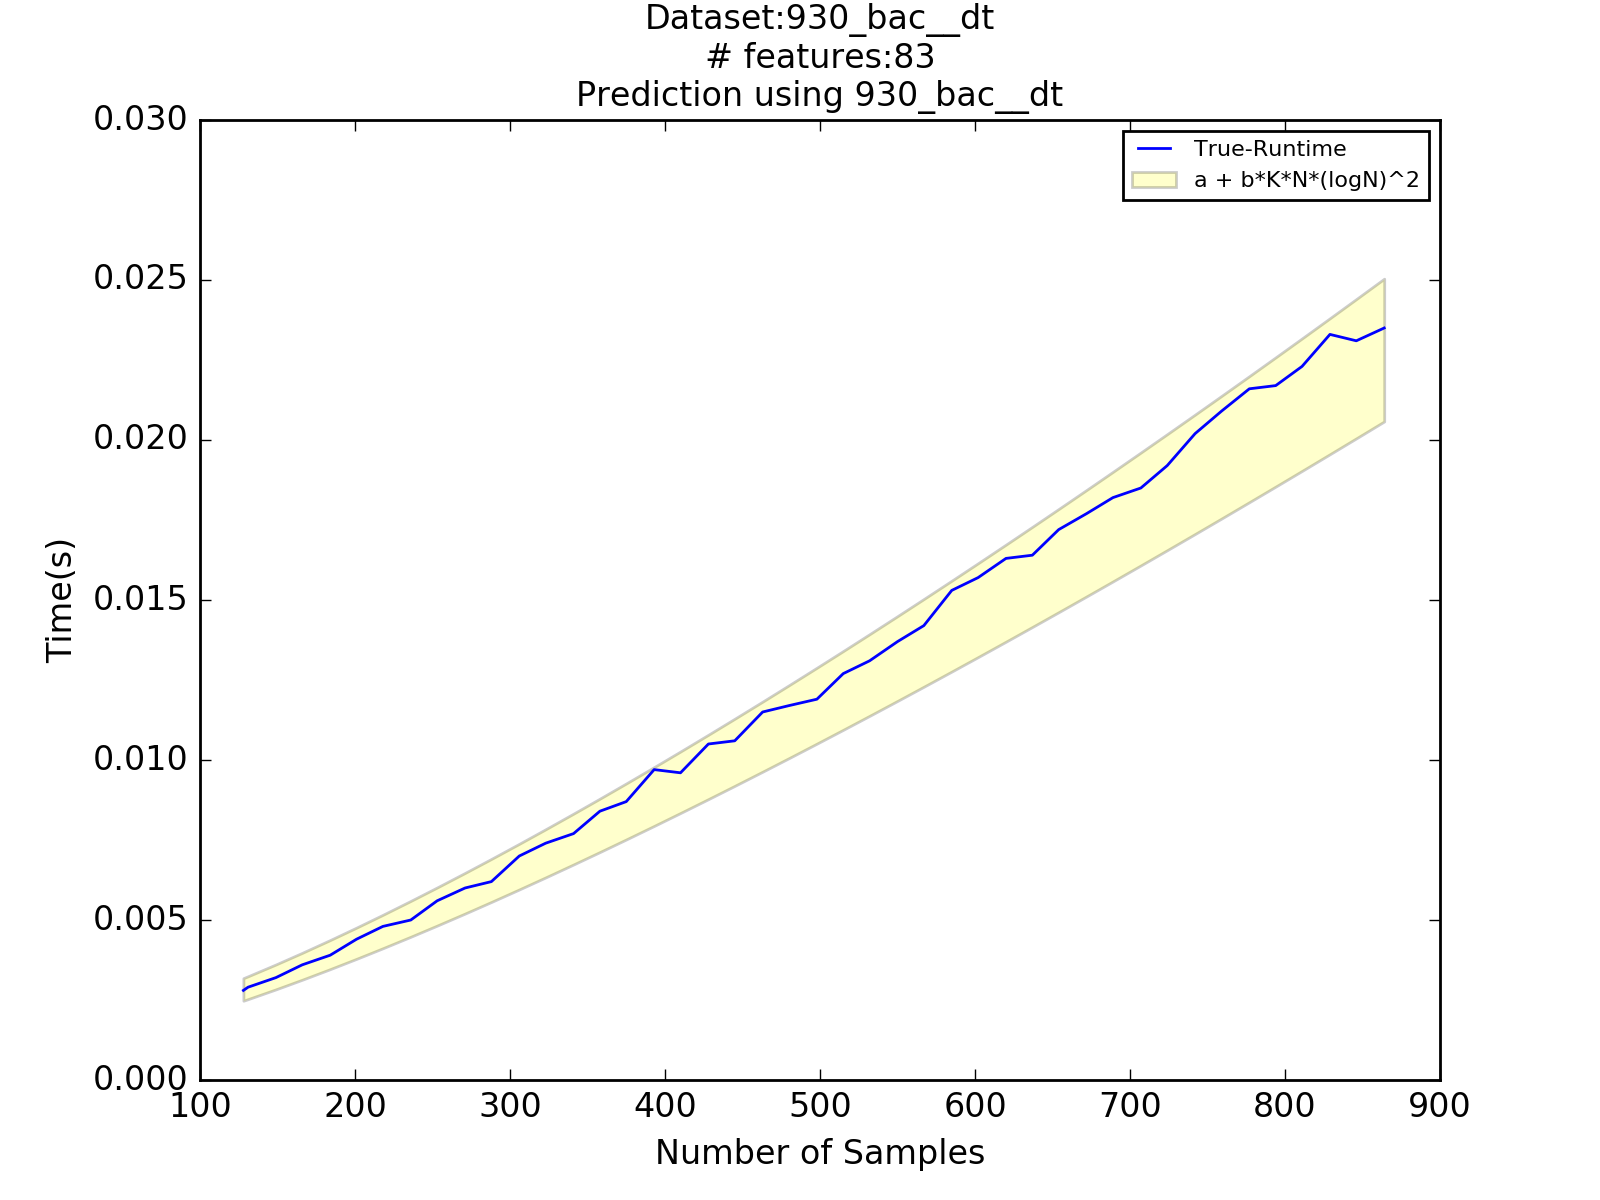 Dataset:930_bac__dt
# features:83
Prediction using 930_bac__dt
True-Runtime
a + b*K*N*(logN)^2
0.030
0.025
0.020
0.015
0.010
0.005
0.000
Time(s)
100 200 300 400 500 600 700 800 900
Number of Samples